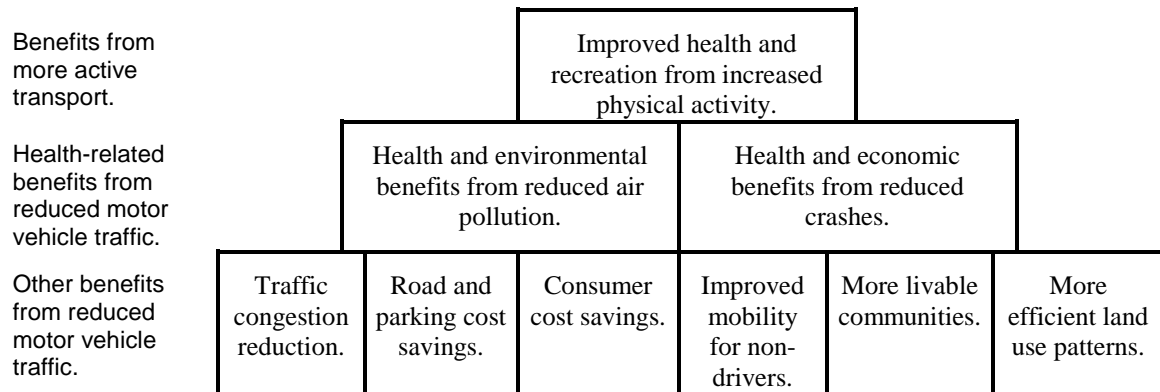 Benefits from
more active
transport.
Improved health and
recreation from increased
physical activity.
Health-related
benefits from
reduced motor
vehicle traffic.
Health and environmental
benefits from reduced air
pollution.
Health and economic
benefits from reduced
crashes.
Other benefits
from reduced
motor vehicle
traffic.
Traffic
congestion
reduction.
Road and
parking cost
savings.
Consumer
cost savings.
Improved
mobility
for non-
drivers.
More livable
communities.
More
efficient land
use patterns.